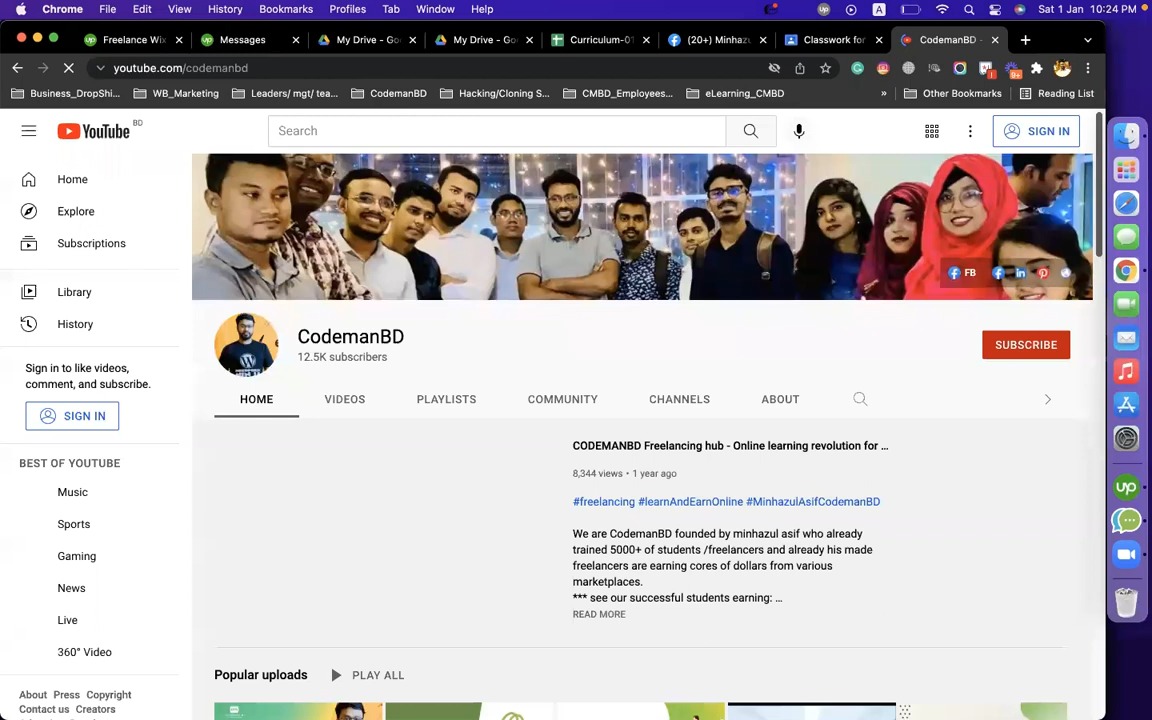 Chrome File Edit View History Bookmarks Profiles Tab Window Help A Sat 1 Jan 10:24 PM
Freelance Wix Messages My Drive - Go My Drive - Go Curriculum-01 (20+) Minhaz Classwork for CodemanBD -
youtube.com/codemanbd
Business_DropShi... WB_Marketing Leaders/ mgt/ tea... CodemanBD Hacking/Cloning S... CMBD_Employees... eLearning_CMBD » Other Bookmarks Reading List
YouTube BD Search SIGN IN
Home
Explore
Subscriptions
Library
History
Sign in to like videos,
comment, and subscribe.
SIGN IN
BEST OF YOUTUBE
Music
Sports
Gaming
News
Live
360° Video
About Press Copyright
Contact us Creators
FB
CodemanBD
12.5K subscribers
SUBSCRIBE
HOME VIDEOS PLAYLISTS COMMUNITY CHANNELS ABOUT
CODEMANBD Freelancing hub - Online learning revolution for ...
8,344 views • 1 year ago
#freelancing #learnAndEarnOnline #MinhazulAsifCodemanBD
We are CodemanBD founded by minhazul asif who already
trained 5000+ of students /freelancers and already his made
freelancers are earning cores of dollars from various
marketplaces.
*** see our successful students earning: ...
READ MORE
Popular uploads PLAY ALL